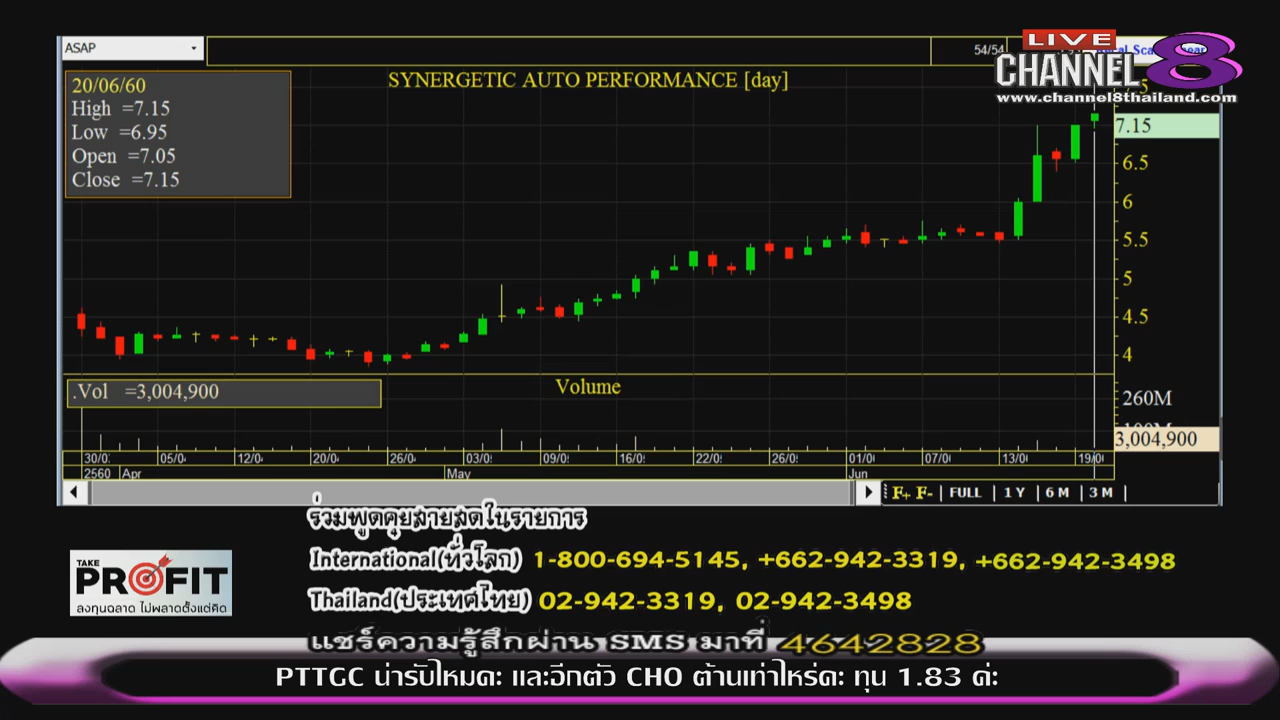 ASAP
54/54
LIVE
CHANNEL 8
www.channel8thailand.com
SYNERGETIC AUTO PERFORMANCE [day]
20/06/60
High =7.15
Low =6.95
Open =7.05
Close =7.15
7.15
6.5
6
5.5
5
4.5
4
.Vol =3,004,900
Volume
260M
3,004,900
30/0 05/0 12/0 20/0 26/0 03/0 09/0 16/0 22/0 26/0 01/0 07/0 13/0 19/0
2560 Apr May Jun
F+ F- | FULL | 1 Y | 6 M | 3 M |
ร่วมพูดคุยสายสดในรายการ
International(ทั่วโลก) 1-800-694-5145, +662-942-3319, +662-942-3498
TAKE PROFIT
ลงทุนฉลาด ไม่พลาดตั้งแต่คิด
Thailand(ประเทศไทย) 02-942-3319, 02-942-3498
แชร์ความรู้สึกผ่าน SMS มาที่ 4642828
PTTGC น่ารับไหมคะ และอีกตัว CHO ต้านเท่าไหร่คะ ทุน 1.83 ค่ะ